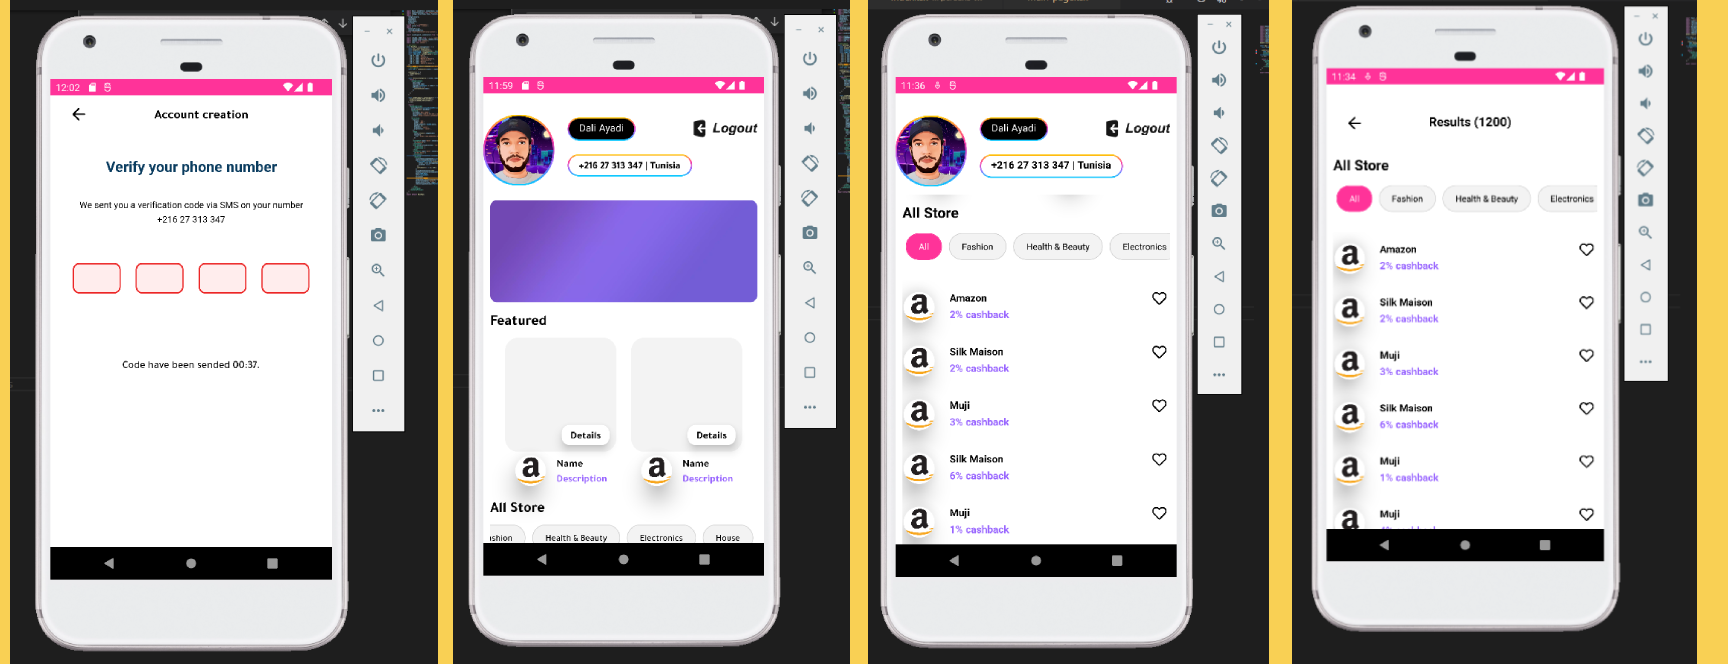 12:02
Account creation
Verify your phone number
We sent you a verification code via SMS on your number
+216 27 313 347
Code have been sended 00:37.
11:59
Dali Ayadi
Logout
+216 27 313 347 | Tunisia
Featured
Details
Details
a Name
Description
a Name
Description
All Store
shion
Health & Beauty
Electronics
House
11:36
Dali Ayadi
Logout
+216 27 313 347 | Tunisia
All Store
All
Fashion
Health & Beauty
Electronics
a Amazon
2% cashback
a Silk Maison
2% cashback
a Muji
3% cashback
a Silk Maison
6% cashback
a Muji
1% cashback
11:34
Results (1200)
All Store
All
Fashion
Health & Beauty
Electronics
a Amazon
2% cashback
a Silk Maison
2% cashback
a Muji
3% cashback
a Silk Maison
6% cashback
a Muji
1% cashback
a Muji